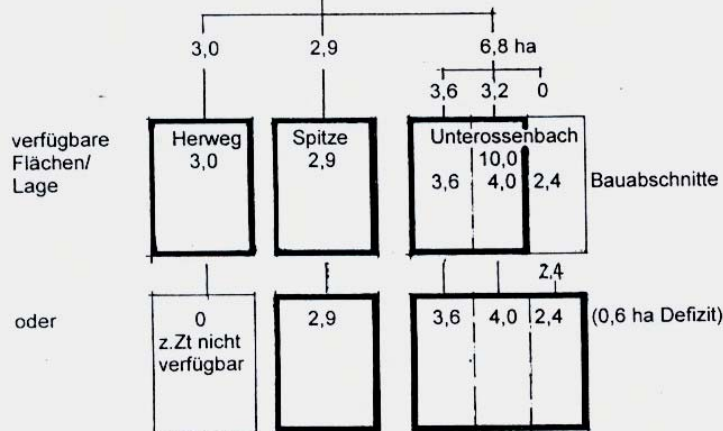 3,0 2,9 6,8 ha
3,6 3,2 0
verfügbare
Flächen/
Lage
Herweg
3,0
Spitze
2,9
Unterossenbach
10,0
3,6 4,0 2,4
Bauabschnitte
2,4
oder
0
z.Zt nicht
verfügbar
2,9
3,6 4,0 2,4
(0,6 ha Defizit)